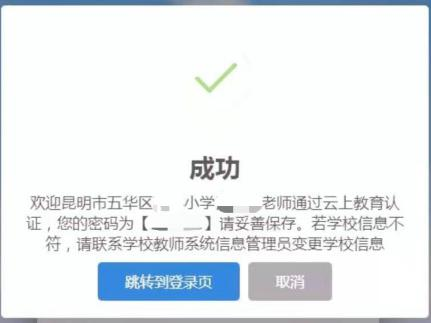 成功
欢迎昆明市五华区 小学 老师通过云上教育认
证，您的密码为【 】请妥善保存。若学校信息不
符，请联系学校教师系统信息管理员变更学校信息
跳转到登录页 取消